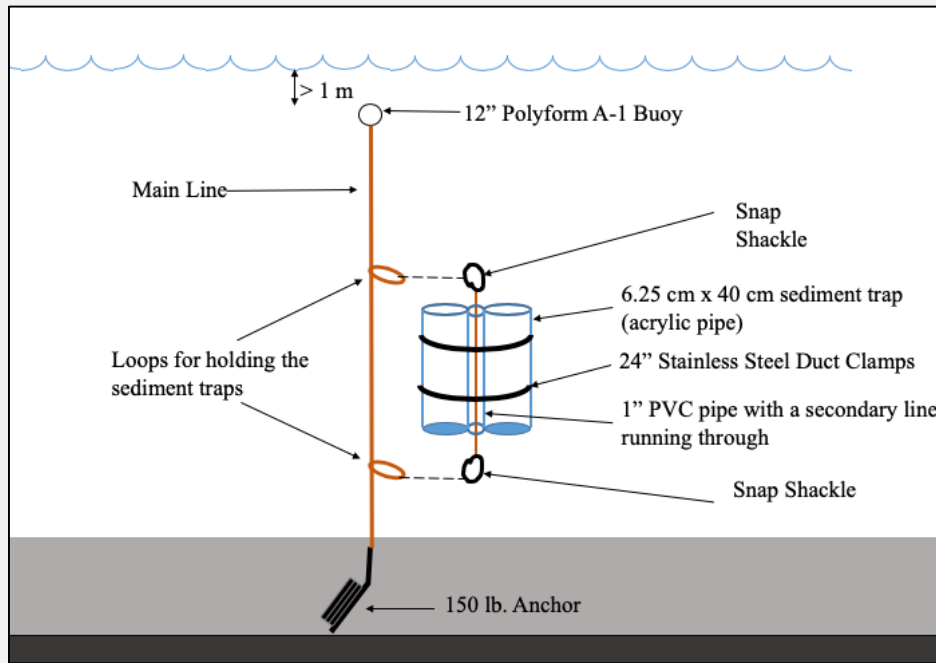 > 1 m
12” Polyform A-1 Buoy
Main Line
Snap
Shackle
6.25 cm x 40 cm sediment trap
(acrylic pipe)
Loops for holding the
sediment traps
24” Stainless Steel Duct Clamps
1” PVC pipe with a secondary line
running through
Snap Shackle
150 lb. Anchor